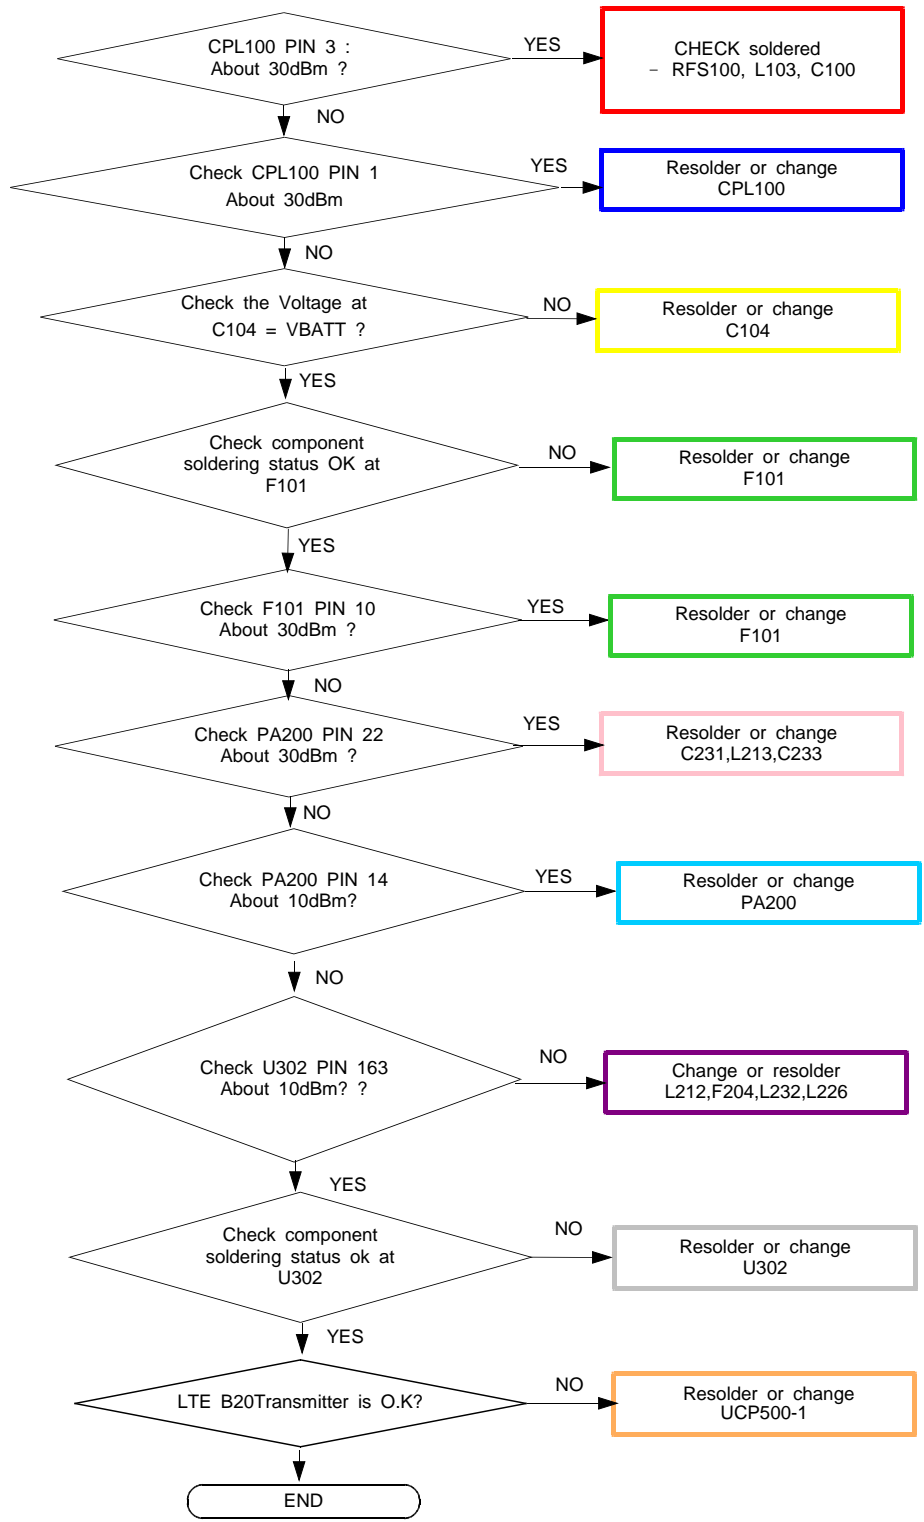 CPL100 PIN 3 :
About 30dBm ?
YES
CHECK soldered
- RFS100, L103, C100
NO
Check CPL100 PIN 1
About 30dBm
YES
Resolder or change
CPL100
NO
Check the Voltage at
C104 = VBATT ?
NO
Resolder or change
C104
YES
Check component
soldering status OK at
F101
NO
Resolder or change
F101
YES
Check F101 PIN 10
About 30dBm ?
YES
Resolder or change
F101
NO
Check PA200 PIN 22
About 30dBm ?
YES
Resolder or change
C231,L213,C233
NO
Check PA200 PIN 14
About 10dBm?
YES
Resolder or change
PA200
NO
Check U302 PIN 163
About 10dBm? ?
NO
Change or resolder
L212,F204,L232,L226
YES
Check component
soldering status ok at
U302
NO
Resolder or change
U302
YES
LTE B20Transmitter is O.K?
NO
Resolder or change
UCP500-1
END